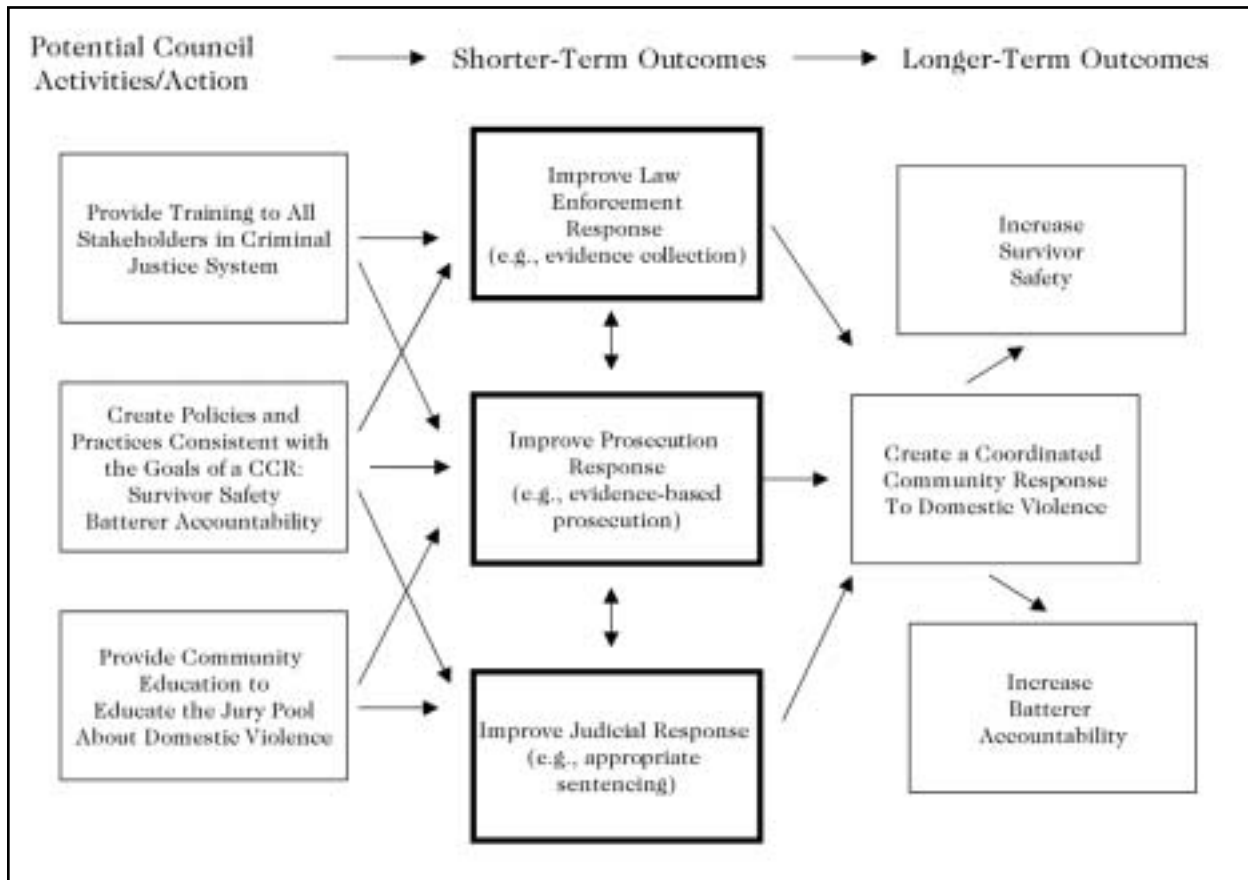 Potential Council
Activities/Action
Shorter-Term Outcomes
Longer-Term Outcomes
Provide Training to All
Stakeholders in Criminal
Justice System
Create Policies and
Practices Consistent with
the Goals of a CCR:
Survivor Safety
Batterer Accountability
Provide Community
Education to
Educate the Jury Pool
About Domestic Violence
Improve Law
Enforcement
Response
(e.g., evidence collection)
Improve Prosecution
Response
(e.g., evidence-based
prosecution)
Improve Judicial Response
(e.g., appropriate
sentencing)
Increase
Survivor
Safety
Create a Coordinated
Community Response
To Domestic Violence
Increase
Batterer
Accountability